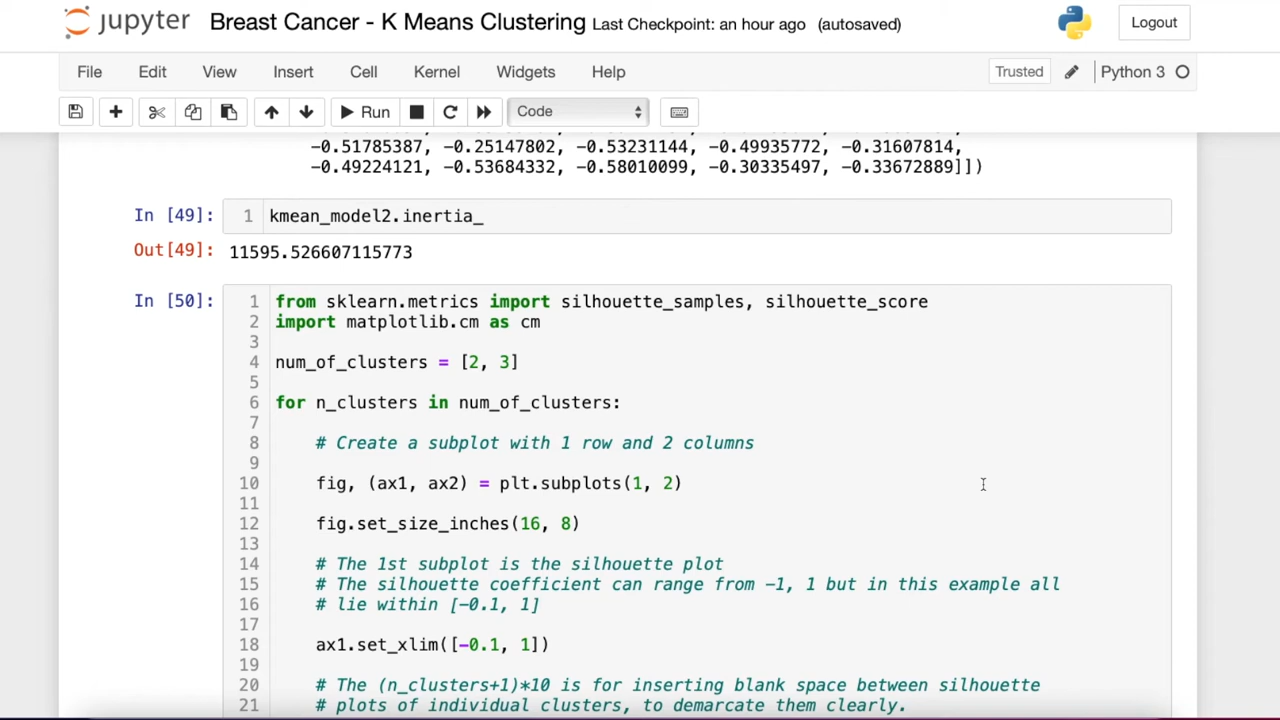 jupyter Breast Cancer - K Means Clustering Last Checkpoint: an hour ago (autosaved) Logout
File Edit View Insert Cell Kernel Widgets Help Trusted Python 3
Run Code
-0.51785387, -0.25147802, -0.53231144, -0.49935772, -0.31607814,
-0.49224121, -0.53684332, -0.58010099, -0.30335497, -0.33672889]])
In [49]: 1 kmean_model2.inertia_
Out[49]: 11595.526607115773
In [50]: 1 from sklearn.metrics import silhouette_samples, silhouette_score
2 import matplotlib.cm as cm
3
4 num_of_clusters = [2, 3]
5
6 for n_clusters in num_of_clusters:
7
8 # Create a subplot with 1 row and 2 columns
9
10 fig, (ax1, ax2) = plt.subplots(1, 2)
11
12 fig.set_size_inches(16, 8)
13
14 # The 1st subplot is the silhouette plot
15 # The silhouette coefficient can range from -1, 1 but in this example all
16 # lie within [-0.1, 1]
17
18 ax1.set_xlim([-0.1, 1])
19
20 # The (n_clusters+1)*10 is for inserting blank space between silhouette
21 # plots of individual clusters, to demarcate them clearly.